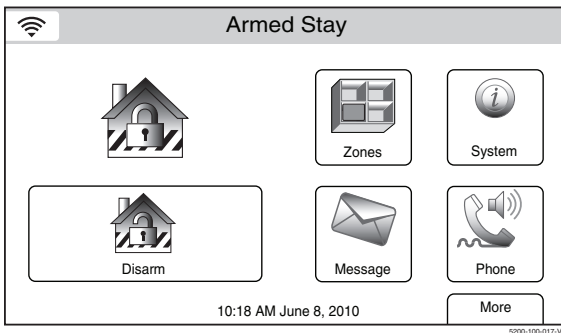 Armed Stay
Zones
System
Disarm
Message
Phone
10:18 AM June 8, 2010
More
5200-100-017-V